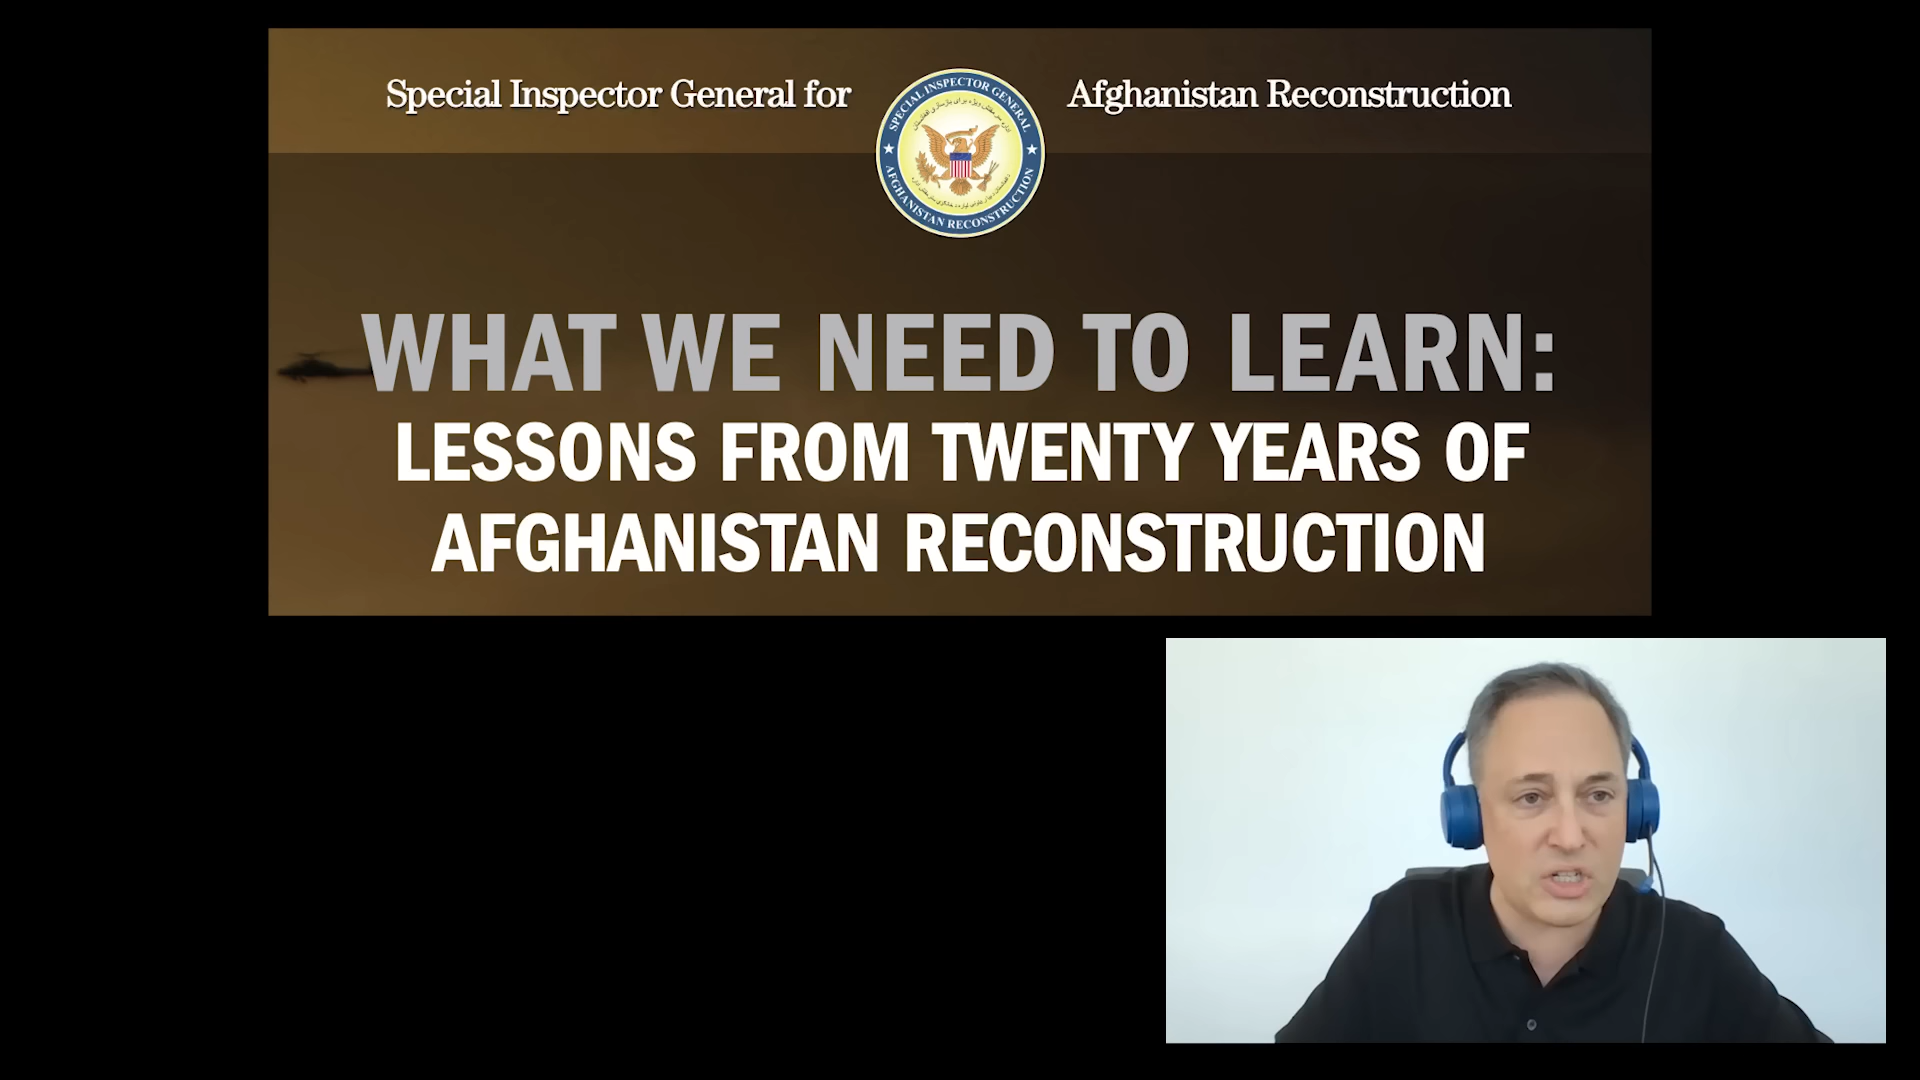 Special Inspector General for
Afghanistan Reconstruction
SPECIAL INSPECTOR GENERAL
AFGHANISTAN RECONSTRUCTION
WHAT WE NEED TO LEARN:
LESSONS FROM TWENTY YEARS OF
AFGHANISTAN RECONSTRUCTION